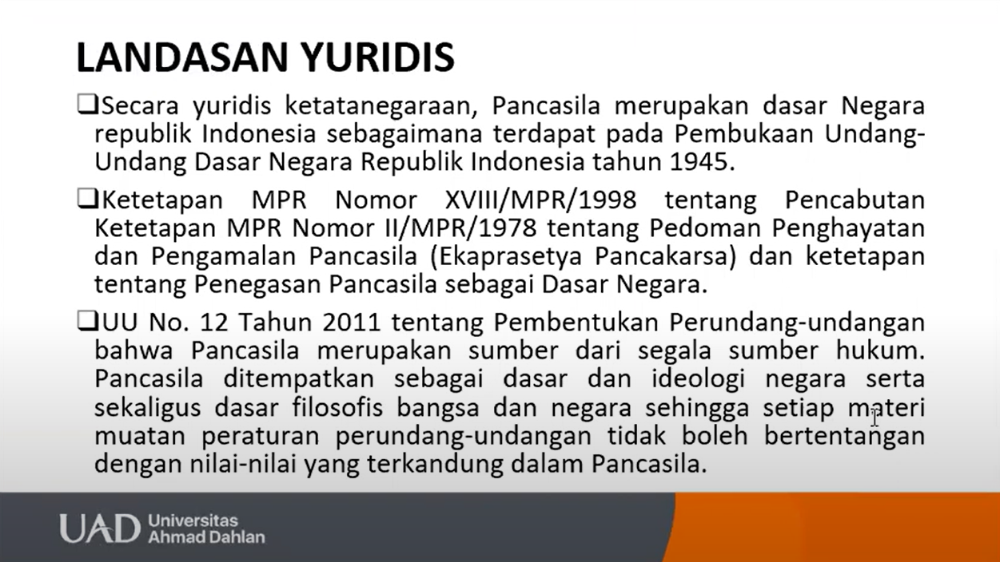 LANDASAN YURIDIS
❑Secara yuridis ketatanegaraan, Pancasila merupakan dasar Negara
republik Indonesia sebagaimana terdapat pada Pembukaan Undang-
Undang Dasar Negara Republik Indonesia tahun 1945.
❑Ketetapan MPR Nomor XVIII/MPR/1998 tentang Pencabutan
Ketetapan MPR Nomor II/MPR/1978 tentang Pedoman Penghayatan
dan Pengamalan Pancasila (Ekaprasetya Pancakarsa) dan ketetapan
tentang Penegasan Pancasila sebagai Dasar Negara.
❑UU No. 12 Tahun 2011 tentang Pembentukan Perundang-undangan
bahwa Pancasila merupakan sumber dari segala sumber hukum.
Pancasila ditempatkan sebagai dasar dan ideologi negara serta
sekaligus dasar filosofis bangsa dan negara sehingga setiap materi
muatan peraturan perundang-undangan tidak boleh bertentangan
dengan nilai-nilai yang terkandung dalam Pancasila.
UAD Universitas
Ahmad Dahlan